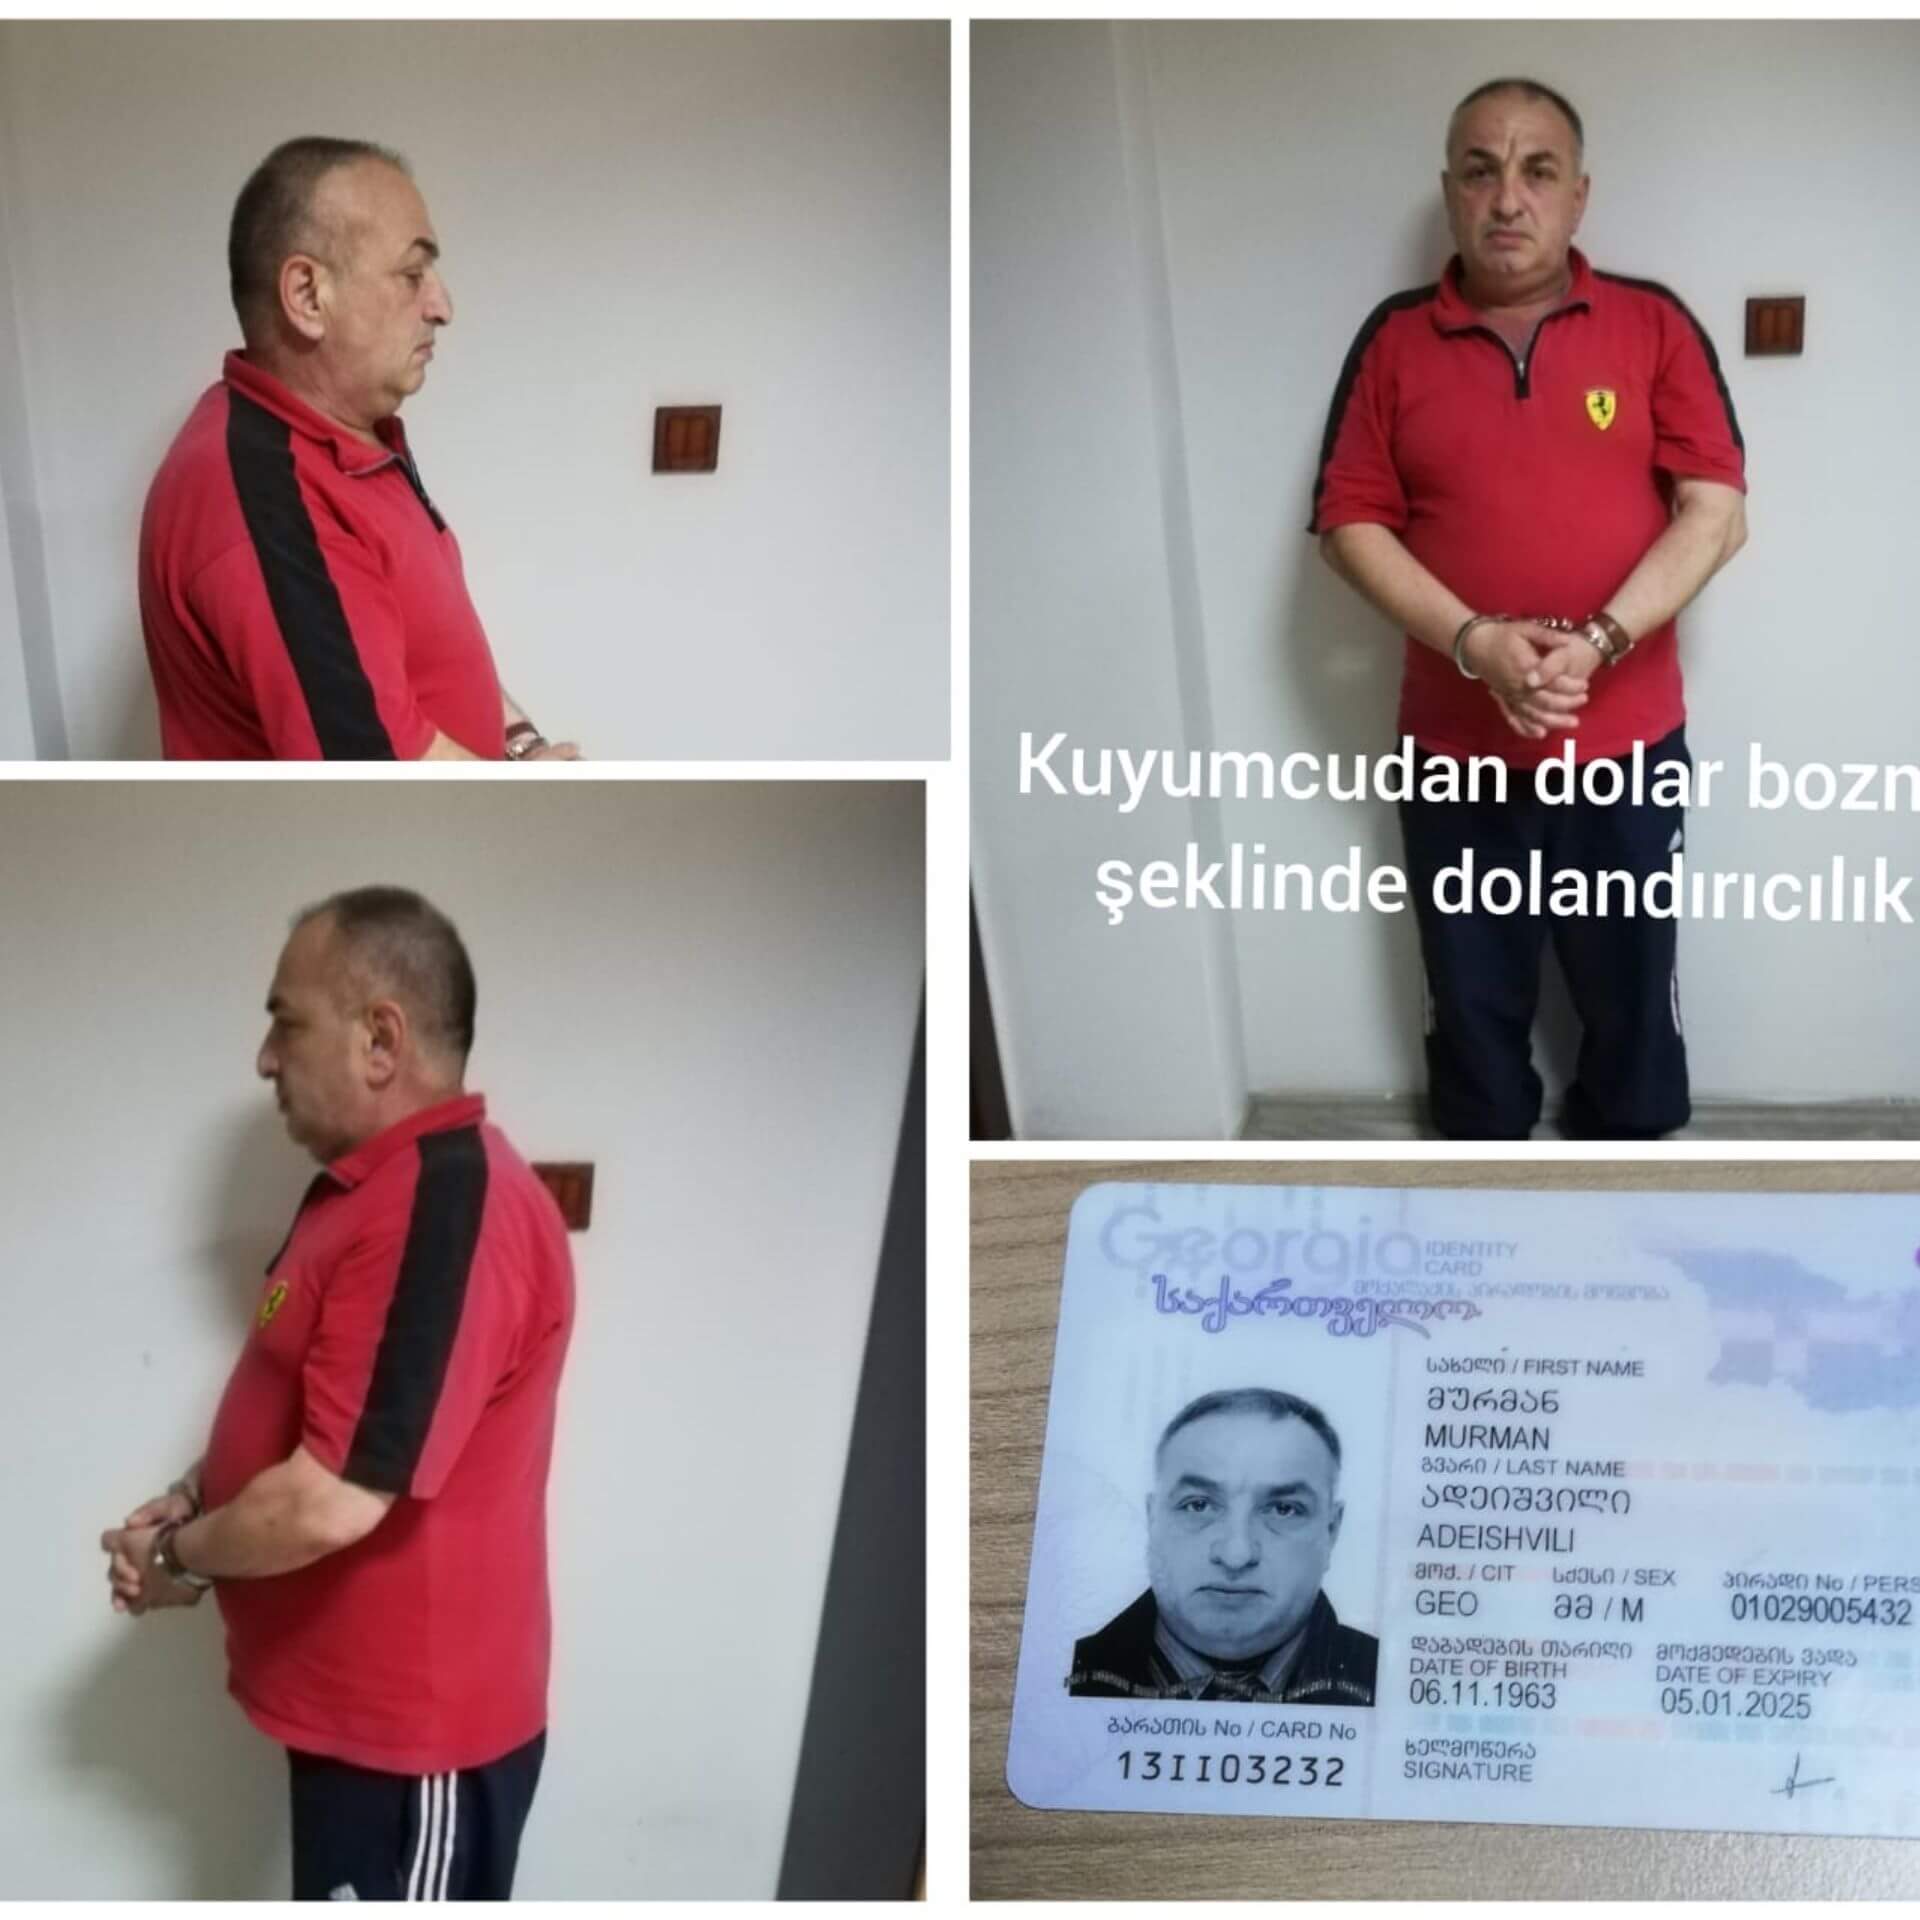 Kuyumcudan dolar
şeklinde dolandırıcılık
Georgia IDENTITY
CARD
საქართველო
მოქალაქის პირადობის მოწმობა
სახელი / FIRST NAME
მურმან
MURMAN
გვარი / LAST NAME
ადეიშვილი
ADEISHVILI
მოქ. / CIT სქესი / SEX პირადი No / PERS
GEO მმ / M 01029005432
დაბადების თარიღი მოქმედების ვადა
DATE OF BIRTH DATE OF EXPIRY
06.11.1963 05.01.2025
ბარათის No / CARD No
13II03232
ხელმოწერა
SIGNATURE